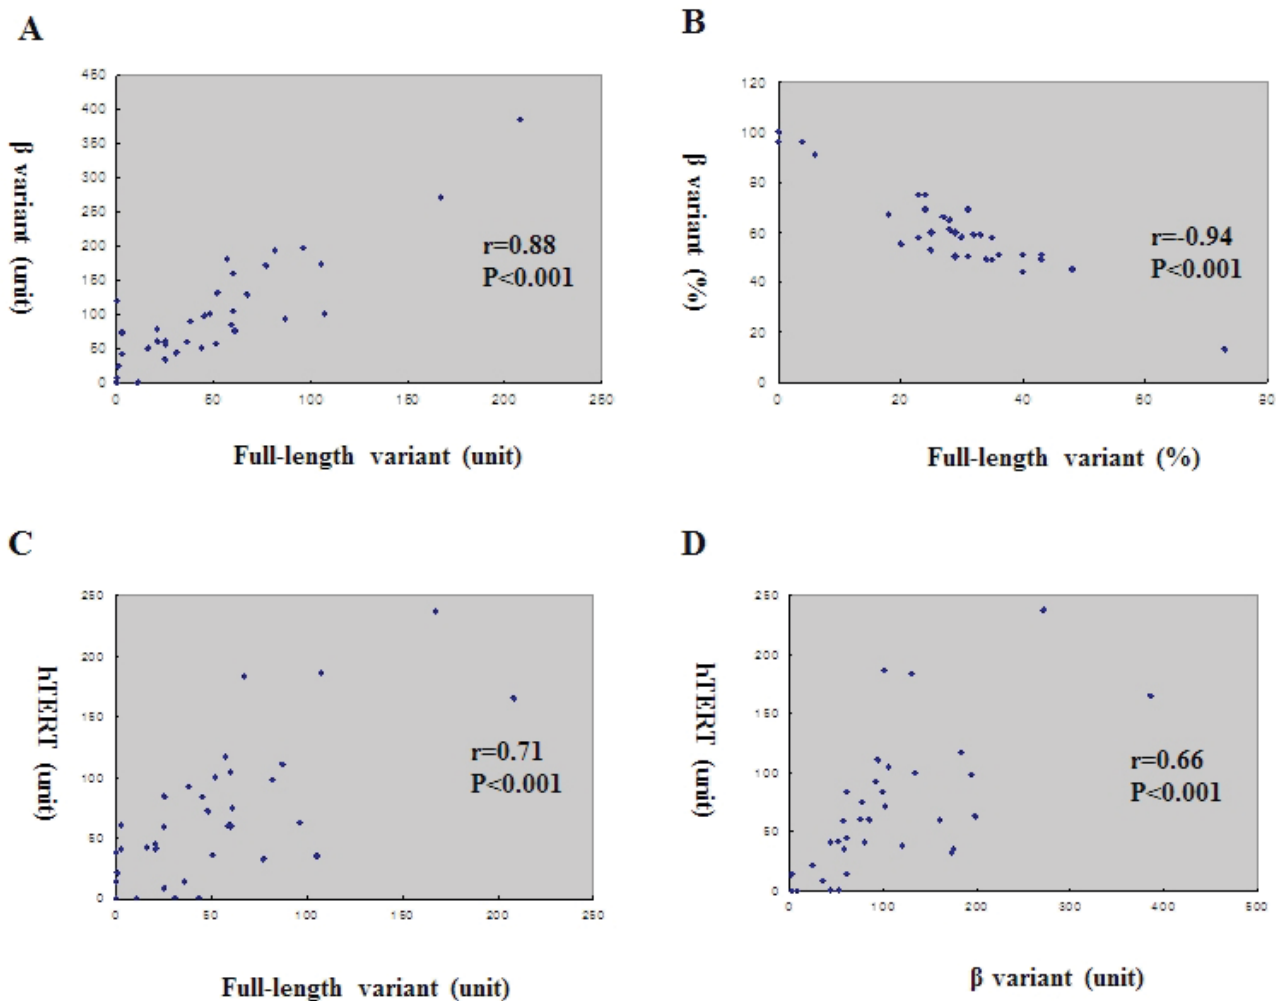 A
450
400
350
300
250
200
150
100
50
0
β variant (unit)
r=0.88
P<0.001
0 50 100 150 200 250
Full-length variant (unit)
B
120
100
80
60
40
20
0
β variant (%)
r=-0.94
P<0.001
0 20 40 60 80
Full-length variant (%)
C
250
200
150
100
50
0
hTERT (unit)
r=0.71
P<0.001
0 50 100 150 200 250
Full-length variant (unit)
D
250
200
150
100
50
0
hTERT (unit)
r=0.66
P<0.001
0 100 200 300 400 500
β variant (unit)